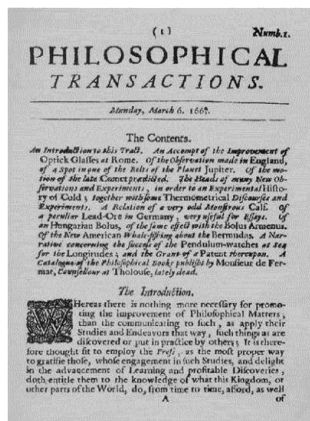 ( 1 ) Numb. 1.
PHILOSOPHICAL
TRANSACTIONS.
Munday, March 6. 166⅘.
The Contents.
An Introduction to this Tract. An Accompt of the Improvement of
Optick Glasses at Rome. Of the Observation made in England,
of a Spot in one of the Belts of the Planet Jupiter. Of the mo-
tion of the late Comet prædicted. The Heads of many New Ob-
servations and Experiments, in order to an Experimental Histo-
ry of Cold; together with some Thermometrical Discourses and
Experiments. A Relation of a very odd Monstrous Calf. Of
a peculiar Lead-Ore in Germany, very useful for Essays. Of
an Hungarian Bolus, of the same effect with the Bolus Armenus.
Of the New American Whale-fishing about the Bermudas. A Nar-
rative concerning the success of the Pendulum-watches at Sea
for the Longitudes; and the Grant of a Patent thereupon. A
Catalogue of the Philosophical Books publisht by Monsieur de Fer-
mat, Counsellour at Tholouse, lately dead.
The Introduction.
WHereas there is nothing more necessary for promo-
ting the improvement of Philosophical Matters,
than the communicating to such, as apply their
Studies and Endeavours that way, such things as are
discovered or put in practise by others; It is there-
fore thought fit to employ the Press, as the most proper way
to gratifie those, whose engagement in such Studies, and delight
in the advancement of Learning and profitable Discoveries,
doth entitle them to the knowledge of what this Kingdom, or
other parts of the World, do, from time to time, afford, as well
A of